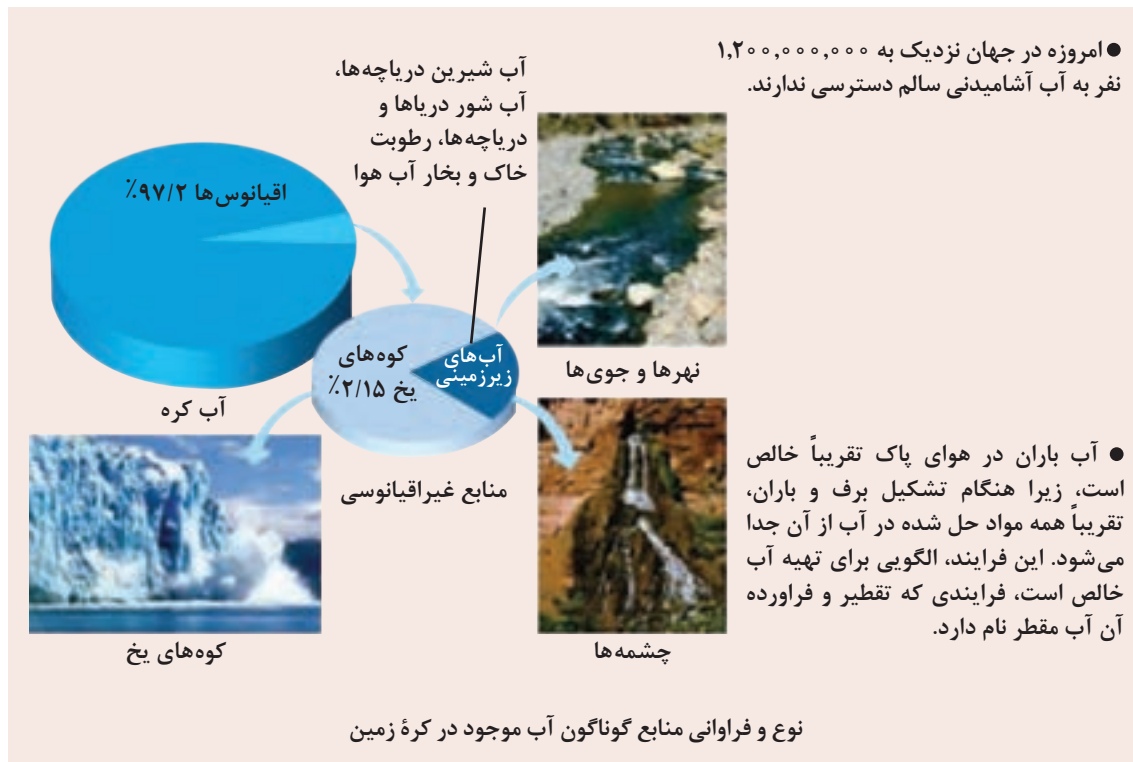 ● امروزه در جهان نزدیک به ۱,۲۰۰,۰۰۰,۰۰۰
نفر به آب آشامیدنی سالم دسترسی ندارند.
آب شیرین دریاچه‌ها،
آب شور دریاها و
دریاچه‌ها، رطوبت
خاک و بخار آب هوا
اقیانوس‌ها ۹۷/۲٪
آب‌های
زیرزمینی
کوه‌های
یخ ۲/۱۵٪
نهرها و جوی‌ها
آب کره
منابع غیراقیانوسی
● آب باران در هوای پاک تقریباً خالص
است، زیرا هنگام تشکیل برف و باران،
تقریباً همه مواد حل شده در آب از آن جدا
می‌شود. این فرایند، الگویی برای تهیه آب
خالص است، فرایندی که تقطیر و فراورده
آن آب مقطر نام دارد.
چشمه‌ها
کوه‌های یخ
نوع و فراوانی منابع گوناگون آب موجود در کرهٔ زمین